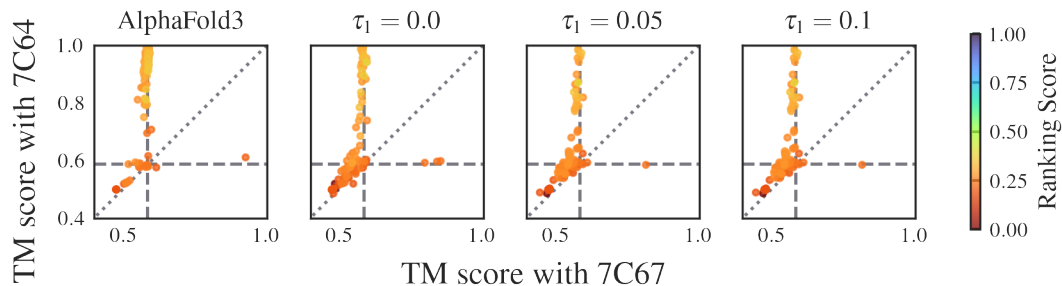 AlphaFold3
τ₁ = 0.0
τ₁ = 0.05
τ₁ = 0.1
TM score with 7C64
1.0
0.8
0.6
0.4
0.5
1.0
0.5
1.0
0.5
1.0
0.5
1.0
TM score with 7C67
1.00
0.75
0.50
0.25
0.00
Ranking Score